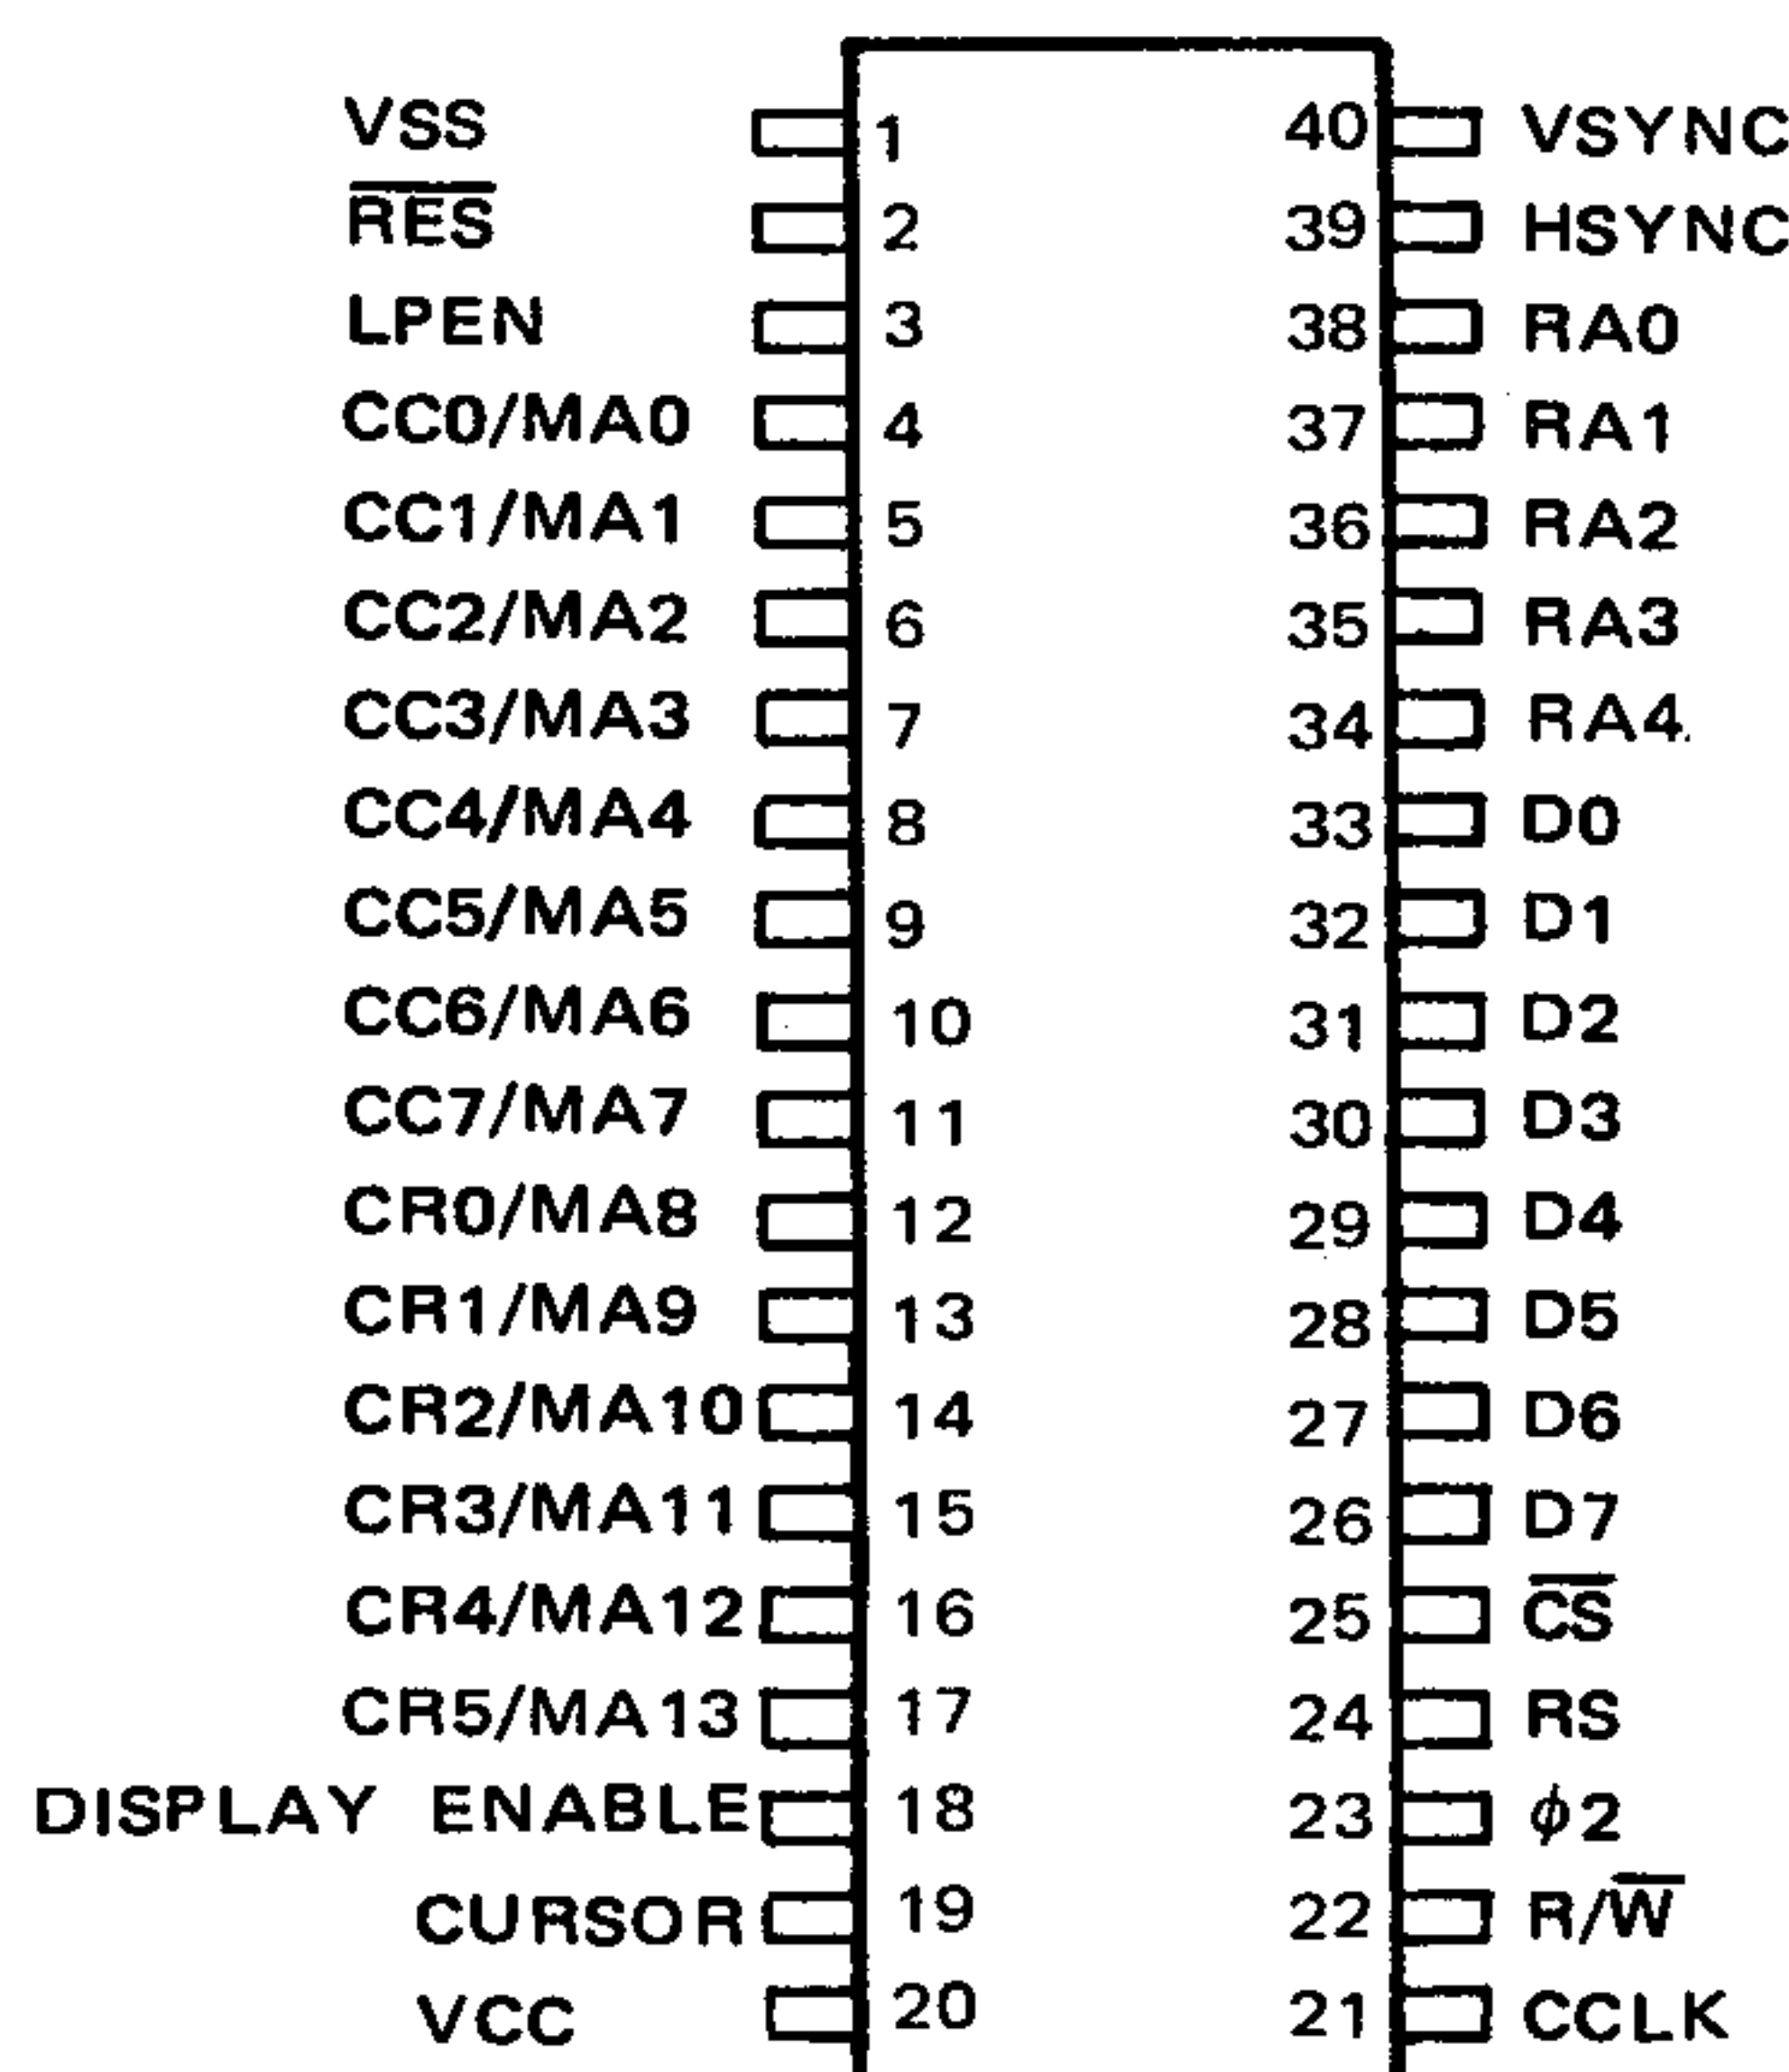 VSS 1 40 VSYNC
R̅E̅S̅ 2 39 HSYNC
LPEN 3 38 RA0
CC0/MA0 4 37 RA1
CC1/MA1 5 36 RA2
CC2/MA2 6 35 RA3
CC3/MA3 7 34 RA4
CC4/MA4 8 33 D0
CC5/MA5 9 32 D1
CC6/MA6 10 31 D2
CC7/MA7 11 30 D3
CR0/MA8 12 29 D4
CR1/MA9 13 28 D5
CR2/MA10 14 27 D6
CR3/MA11 15 26 D7
CR4/MA12 16 25 C̅S̅
CR5/MA13 17 24 RS
DISPLAY ENABLE 18 23 ϕ2
CURSOR 19 22 R/W̅
VCC 20 21 CCLK